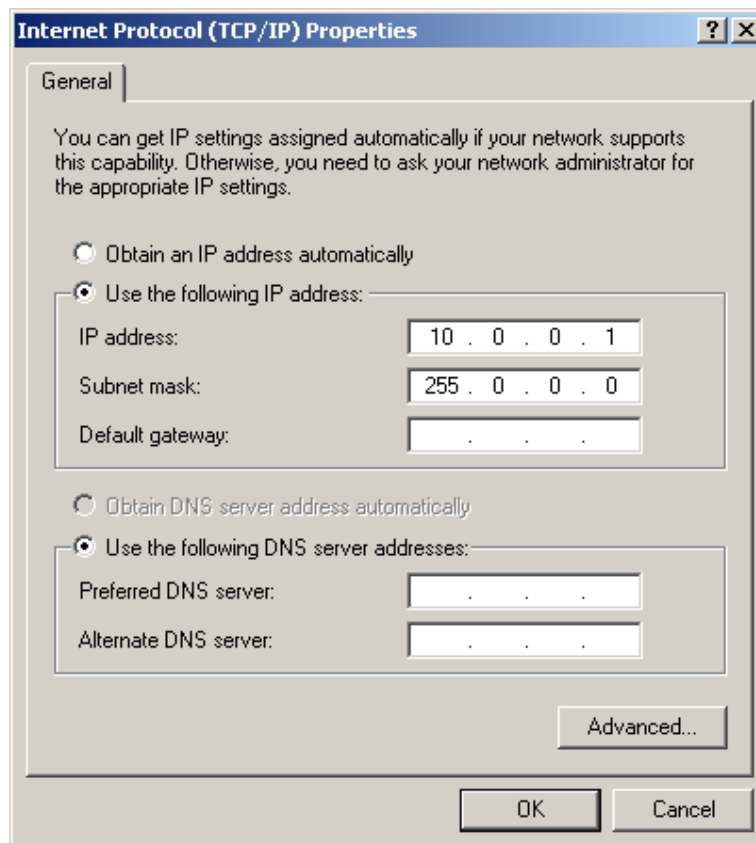 Internet Protocol (TCP/IP) Properties
General
You can get IP settings assigned automatically if your network supports
this capability. Otherwise, you need to ask your network administrator for
the appropriate IP settings.
Obtain an IP address automatically
Use the following IP address:
IP address: 10 . 0 . 0 . 1
Subnet mask: 255 . 0 . 0 . 0
Default gateway: . . .
Obtain DNS server address automatically
Use the following DNS server addresses:
Preferred DNS server: . . .
Alternate DNS server: . . .
Advanced...
OK Cancel